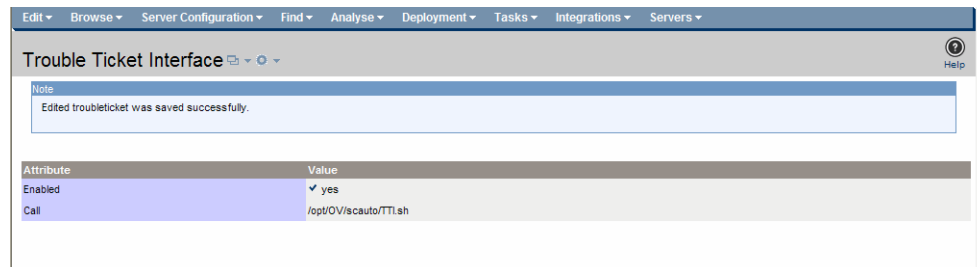 Edit Browse Server Configuration Find Analyse Deployment Tasks Integrations Servers
Trouble Ticket Interface
Help
Note
Edited troubleticket was saved successfully.
Attribute Value
Enabled yes
Call /opt/OV/scauto/TTI.sh